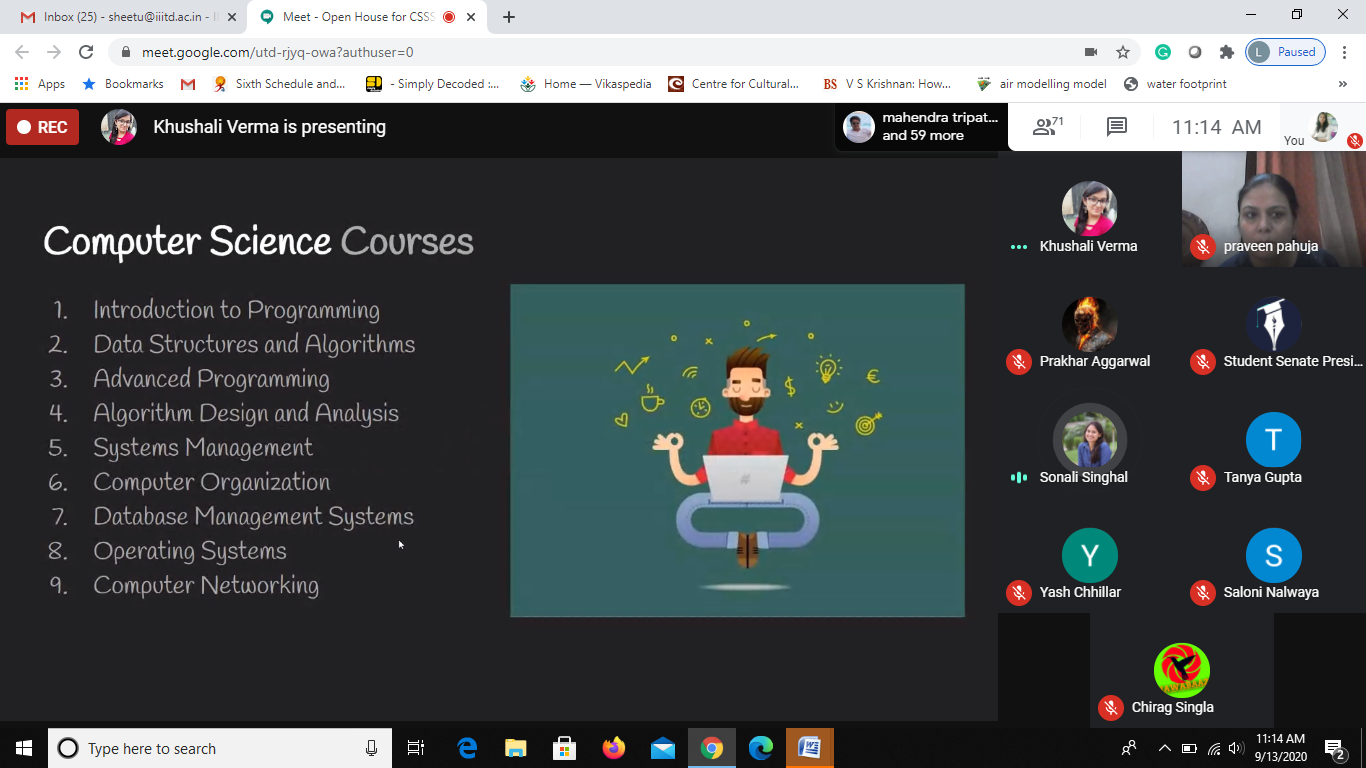 Inbox (25) - sheetu@iiitd.ac.in - II
Meet - Open House for CSSS
meet.google.com/utd-rjyq-owa?authuser=0
L Paused
Apps Bookmarks Sixth Schedule and... - Simply Decoded :... Home — Vikaspedia Centre for Cultural... BS V S Krishnan: How... air modelling model water footprint »
REC Khushali Verma is presenting
mahendra tripat...
and 59 more
71
11:14 AM
You
Computer Science Courses
1. Introduction to Programming
2. Data Structures and Algorithms
3. Advanced Programming
4. Algorithm Design and Analysis
5. Systems Management
6. Computer Organization
7. Database Management Systems
8. Operating Systems
9. Computer Networking
$
€
#
Khushali Verma
praveen pahuja
Prakhar Aggarwal
Student Senate Presi...
Sonali Singhal
T
Tanya Gupta
Y
Yash Chhillar
S
Saloni Nalwaya
Chirag Singla
Type here to search
11:14 AM
9/13/2020
2